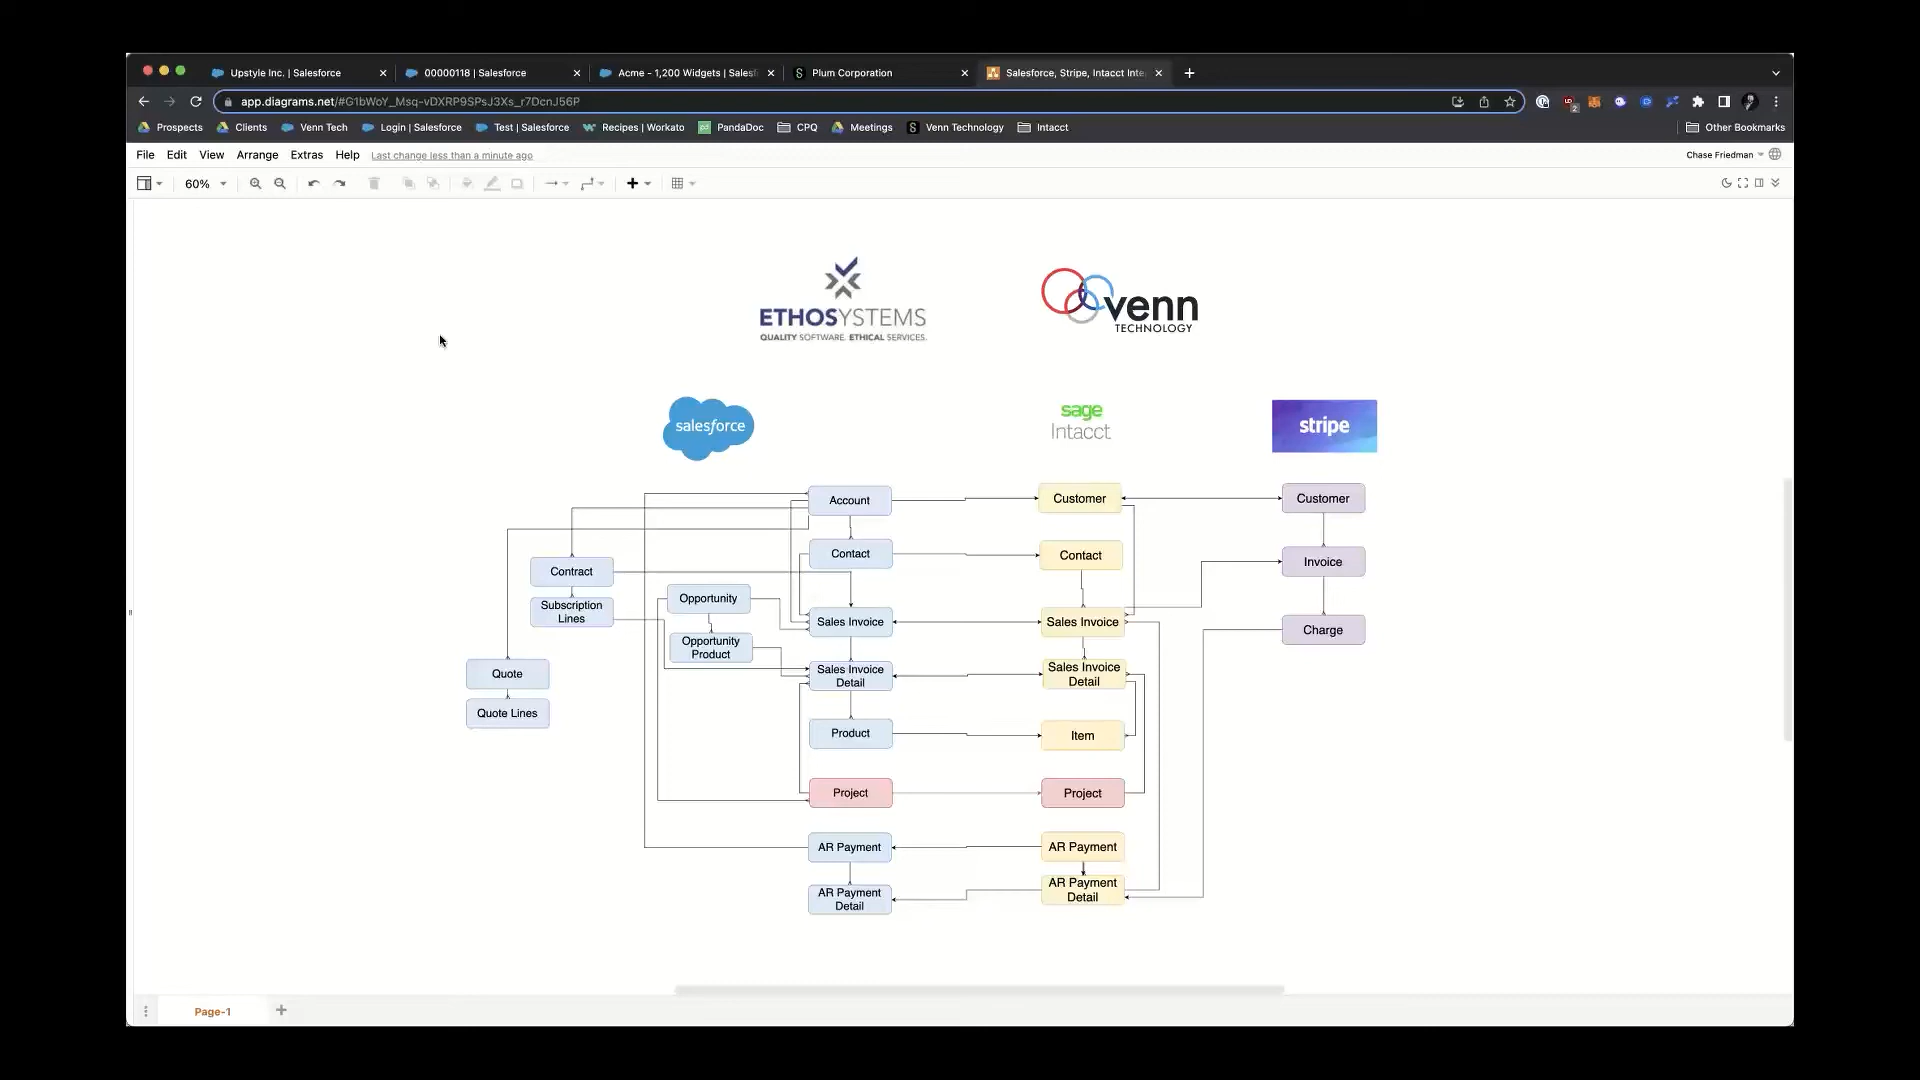 Upstyle Inc. | Salesforce
00000118 | Salesforce
Acme - 1,200 Widgets | Salesf
Plum Corporation
Salesforce, Stripe, Intacct Inte
app.diagrams.net/#G1bWoY_Msq-vDXRP9SPsJ3Xs_r7DcnJ56P
Prospects
Clients
Venn Tech
Login | Salesforce
Test | Salesforce
Recipes | Workato
PandaDoc
CPQ
Meetings
Venn Technology
Intacct
Other Bookmarks
File
Edit
View
Arrange
Extras
Help
Last change less than a minute ago
Chase Friedman
60%
ETHOSYSTEMS
QUALITY SOFTWARE. ETHICAL SERVICES.
venn
TECHNOLOGY
salesforce
sage
Intacct
stripe
Account
Customer
Customer
Contact
Contact
Invoice
Contract
Subscription
Lines
Opportunity
Opportunity
Product
Sales Invoice
Sales Invoice
Charge
Quote
Quote Lines
Sales Invoice
Detail
Sales Invoice
Detail
Product
Item
Project
Project
AR Payment
AR Payment
AR Payment
Detail
AR Payment
Detail
Page-1